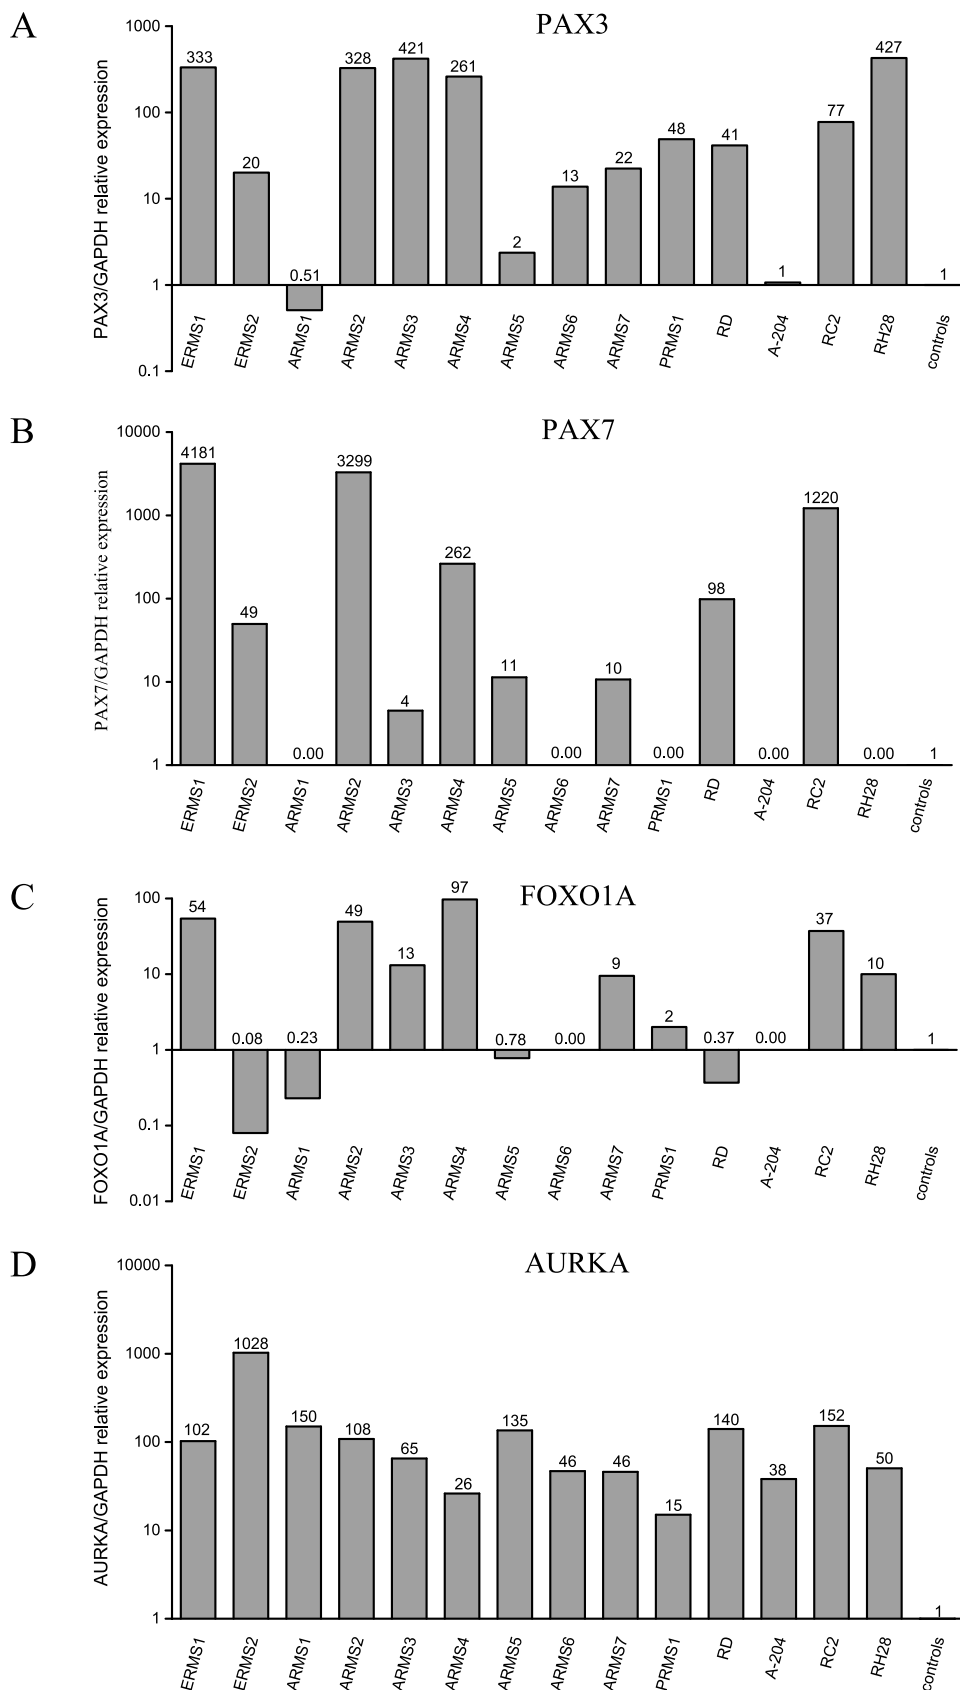 A
PAX3
PAX3/GAPDH relative expression
1000
100
10
1
0.1
333
20
0.51
328
421
261
2
13
22
48
41
1
77
427
1
ERMS1
ERMS2
ARMS1
ARMS2
ARMS3
ARMS4
ARMS5
ARMS6
ARMS7
PRMS1
RD
A-204
RC2
RH28
controls
B
PAX7
PAX7/GAPDH relative expression
10000
1000
100
10
1
4181
49
0.00
3299
4
262
11
0.00
10
0.00
98
0.00
1220
0.00
1
ERMS1
ERMS2
ARMS1
ARMS2
ARMS3
ARMS4
ARMS5
ARMS6
ARMS7
PRMS1
RD
A-204
RC2
RH28
controls
C
FOXO1A
FOXO1A/GAPDH relative expression
100
10
1
0.1
0.01
54
0.08
0.23
49
13
97
0.78
0.00
9
2
0.37
0.00
37
10
1
ERMS1
ERMS2
ARMS1
ARMS2
ARMS3
ARMS4
ARMS5
ARMS6
ARMS7
PRMS1
RD
A-204
RC2
RH28
controls
D
AURKA
AURKA/GAPDH relative expression
10000
1000
100
10
1
102
1028
150
108
65
26
135
46
46
15
140
38
152
50
1
ERMS1
ERMS2
ARMS1
ARMS2
ARMS3
ARMS4
ARMS5
ARMS6
ARMS7
PRMS1
RD
A-204
RC2
RH28
controls